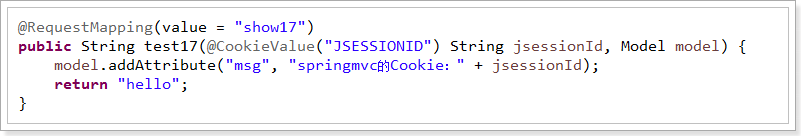 @RequestMapping(value = "show17")
public String test17(@CookieValue("JSESSIONID") String jsessionId, Model model) {
    model.addAttribute("msg", "springmvc的Cookie：" + jsessionId);
    return "hello";
}